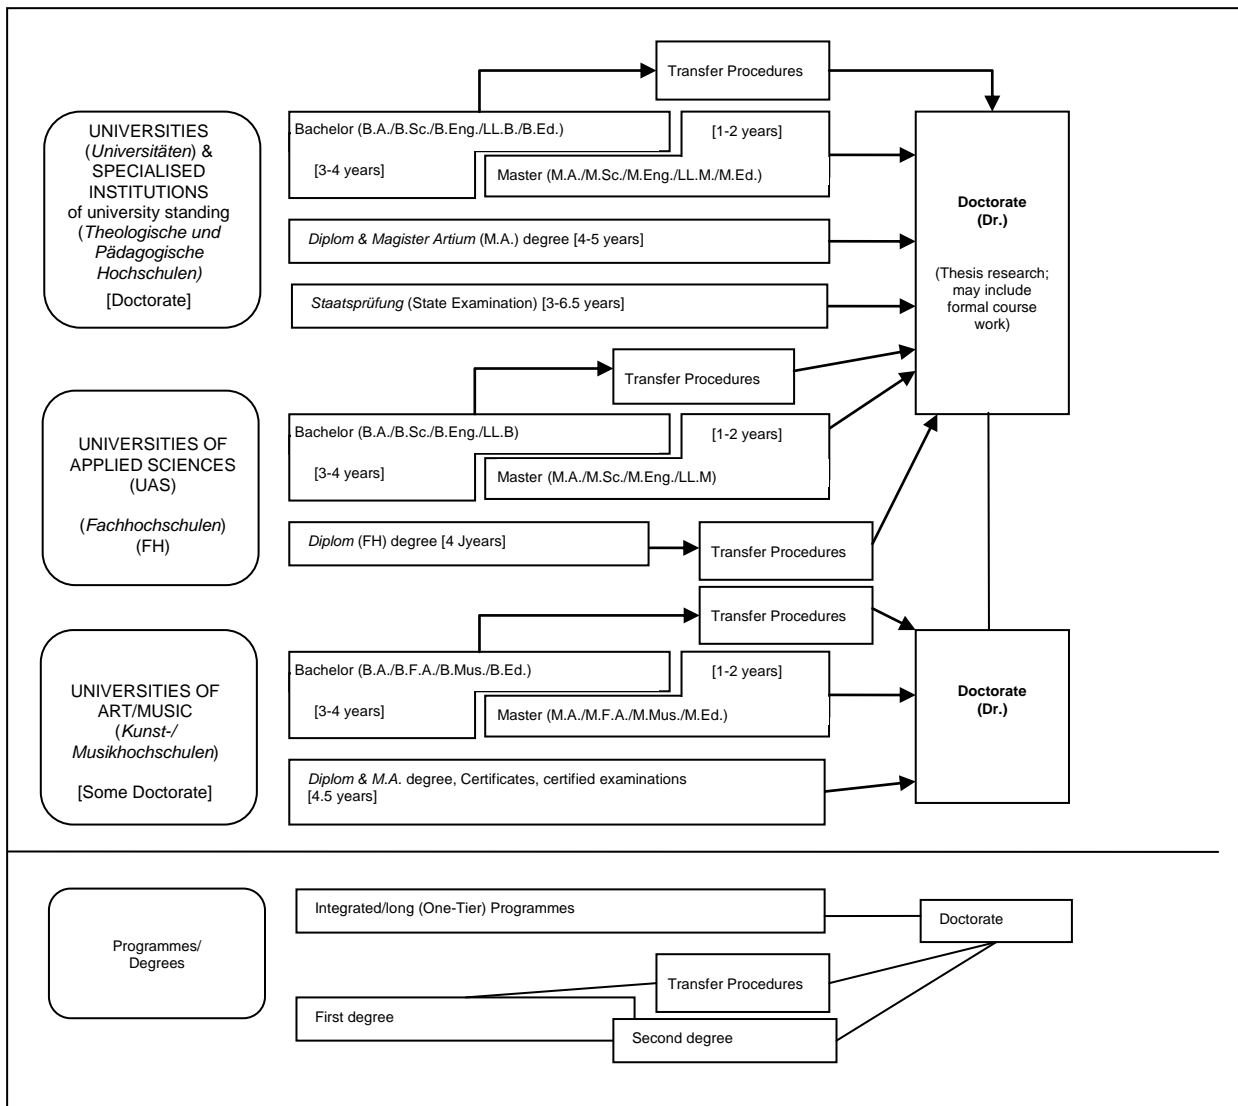 Transfer Procedures
UNIVERSITIES
(Universitäten) &
SPECIALISED
INSTITUTIONS
of university standing
(Theologische und
Pädagogische
Hochschulen)
[Doctorate]
Bachelor (B.A./B.Sc./B.Eng./LL.B./B.Ed.)
[3-4 years]
[1-2 years]
Master (M.A./M.Sc./M.Eng./LL.M./M.Ed.)
Diplom & Magister Artium (M.A.) degree [4-5 years]
Staatsprüfung (State Examination) [3-6.5 years]
Doctorate
(Dr.)
(Thesis research;
may include
formal course
work)
Transfer Procedures
UNIVERSITIES OF
APPLIED SCIENCES
(UAS)
(Fachhochschulen)
(FH)
Bachelor (B.A./B.Sc./B.Eng./LL.B)
[3-4 years]
[1-2 years]
Master (M.A./M.Sc./M.Eng./LL.M)
Diplom (FH) degree [4 Jyears]
Transfer Procedures
Transfer Procedures
UNIVERSITIES OF
ART/MUSIC
(Kunst-/
Musikhochschulen)
[Some Doctorate]
Bachelor (B.A./B.F.A./B.Mus./B.Ed.)
[3-4 years]
[1-2 years]
Master (M.A./M.F.A./M.Mus./M.Ed.)
Diplom & M.A. degree, Certificates, certified examinations
[4.5 years]
Doctorate
(Dr.)
Programmes/
Degrees
Integrated/long (One-Tier) Programmes
Doctorate
Transfer Procedures
First degree
Second degree